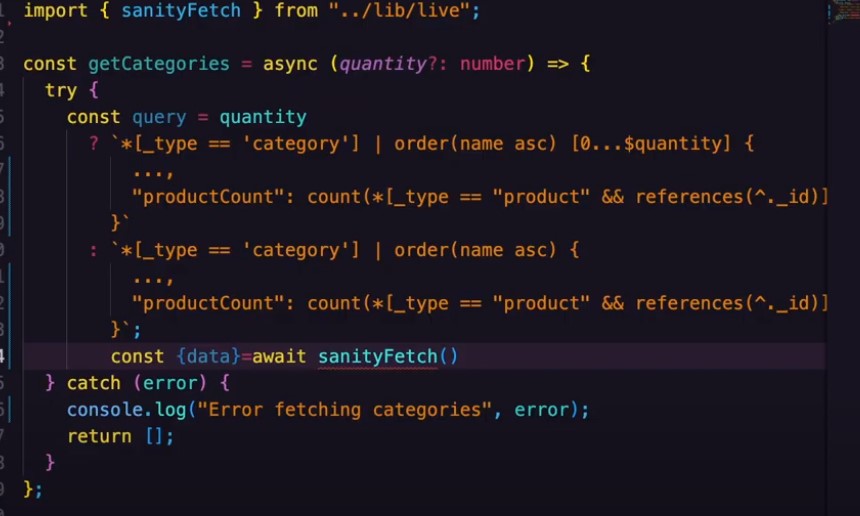 import { sanityFetch } from "../lib/live";
const getCategories = async (quantity?: number) => {
try {
const query = quantity
? `*[_type == 'category'] | order(name asc) [0...$quantity] {
...,
"productCount": count(*[_type == "product" && references(^._id)]
}`
: `*[_type == 'category'] | order(name asc) {
...,
"productCount": count(*[_type == "product" && references(^._id)]
}`;
const {data}=await sanityFetch()
} catch (error) {
console.log("Error fetching categories", error);
return [];
}
};